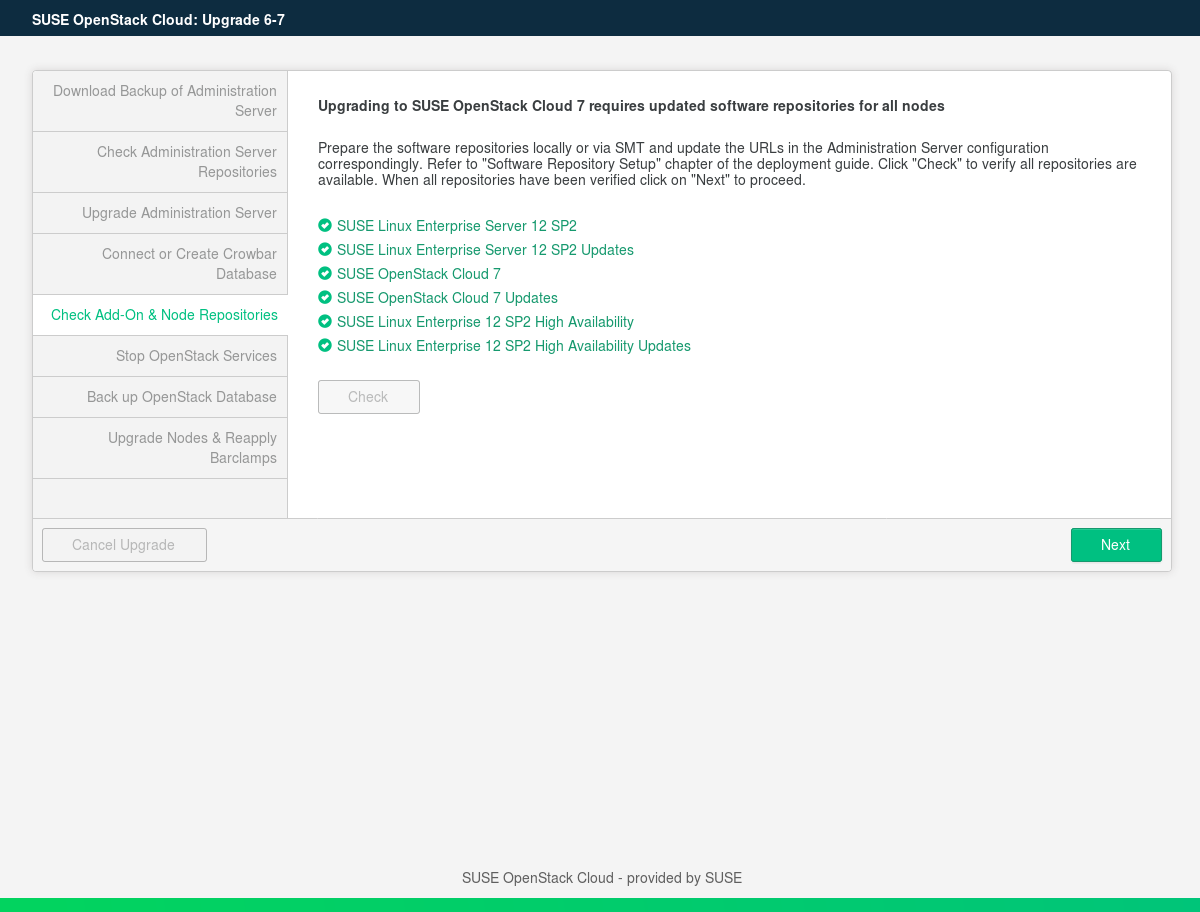 SUSE OpenStack Cloud: Upgrade 6-7
Download Backup of Administration
Server
Check Administration Server
Repositories
Upgrade Administration Server
Connect or Create Crowbar
Database
Check Add-On & Node Repositories
Stop OpenStack Services
Back up OpenStack Database
Upgrade Nodes & Reapply
Barclamps
Upgrading to SUSE OpenStack Cloud 7 requires updated software repositories for all nodes
Prepare the software repositories locally or via SMT and update the URLs in the Administration Server configuration
correspondingly. Refer to "Software Repository Setup" chapter of the deployment guide. Click "Check" to verify all repositories are
available. When all repositories have been verified click on "Next" to proceed.
SUSE Linux Enterprise Server 12 SP2
SUSE Linux Enterprise Server 12 SP2 Updates
SUSE OpenStack Cloud 7
SUSE OpenStack Cloud 7 Updates
SUSE Linux Enterprise 12 SP2 High Availability
SUSE Linux Enterprise 12 SP2 High Availability Updates
Check
Cancel Upgrade
Next
SUSE OpenStack Cloud - provided by SUSE